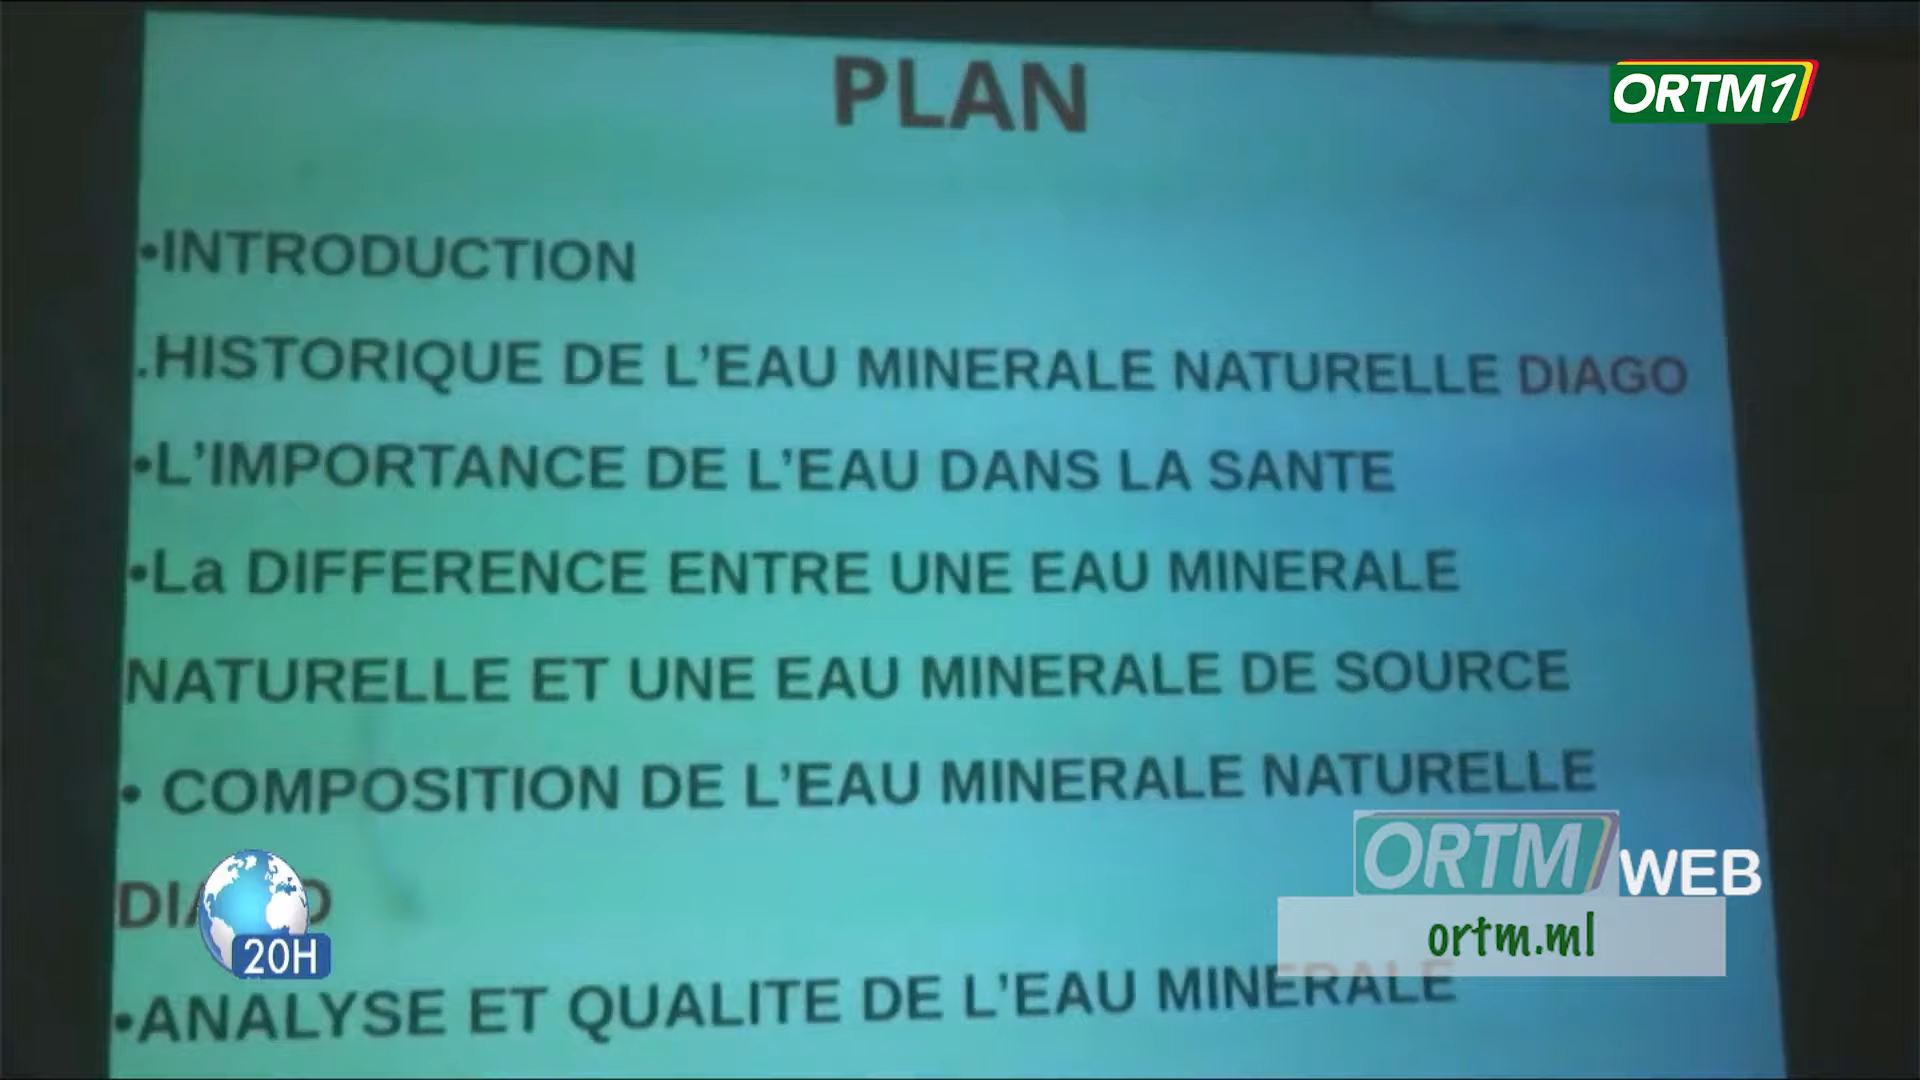 PLAN
ORTM1
•INTRODUCTION
.HISTORIQUE DE L'EAU MINERALE NATURELLE DIAGO
•L'IMPORTANCE DE L'EAU DANS LA SANTE
•La DIFFERENCE ENTRE UNE EAU MINERALE
NATURELLE ET UNE EAU MINERALE DE SOURCE
• COMPOSITION DE L'EAU MINERALE NATURELLE
ORTM1 WEB
20H
ortm.ml
•ANALYSE ET QUALITE DE L'EAU MINERALE